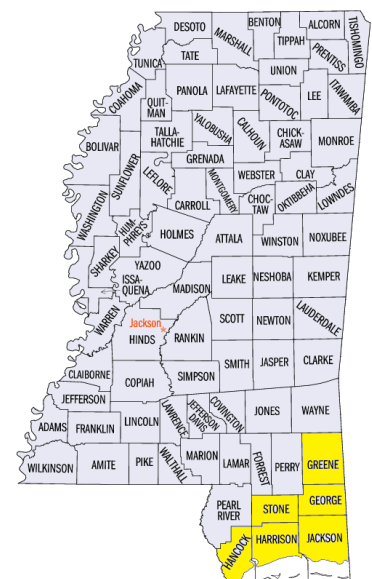 DESOTO
MARSHALL
BENTON
TIPPAH
ALCORN
TISHOMINGO
PRENTISS
TATE
TUNICA
UNION
COAHOMA
PANOLA
LAFAYETTE
PONTOTOC
LEE
ITAWAMBA
QUIT-
MAN
YALOBUSHA
CALHOUN
CHICK-
ASAW
MONROE
TALLA-
HATCHIE
BOLIVAR
SUNFLOWER
GRENADA
LEFLORE
MONTGOMERY
WEBSTER
CLAY
OKTIBBEHA
LOWNDES
CHOC-
TAW
WASHINGTON
CARROLL
HUM-
PHREYS
HOLMES
ATTALA
WINSTON
NOXUBEE
SHARKEY
YAZOO
ISSA-
QUENA
MADISON
LEAKE
NESHOBA
KEMPER
WARREN
Jackson
HINDS
RANKIN
SCOTT
NEWTON
LAUDERDALE
CLAIBORNE
COPIAH
SIMPSON
SMITH
JASPER
CLARKE
JEFFERSON
ADAMS
FRANKLIN
LINCOLN
LAWRENCE
JEFFERSON
DAVIS
COVINGTON
JONES
WAYNE
WILKINSON
AMITE
PIKE
WALTHALL
MARION
LAMAR
FORREST
PERRY
GREENE
PEARL
RIVER
STONE
GEORGE
HANCOCK
HARRISON
JACKSON